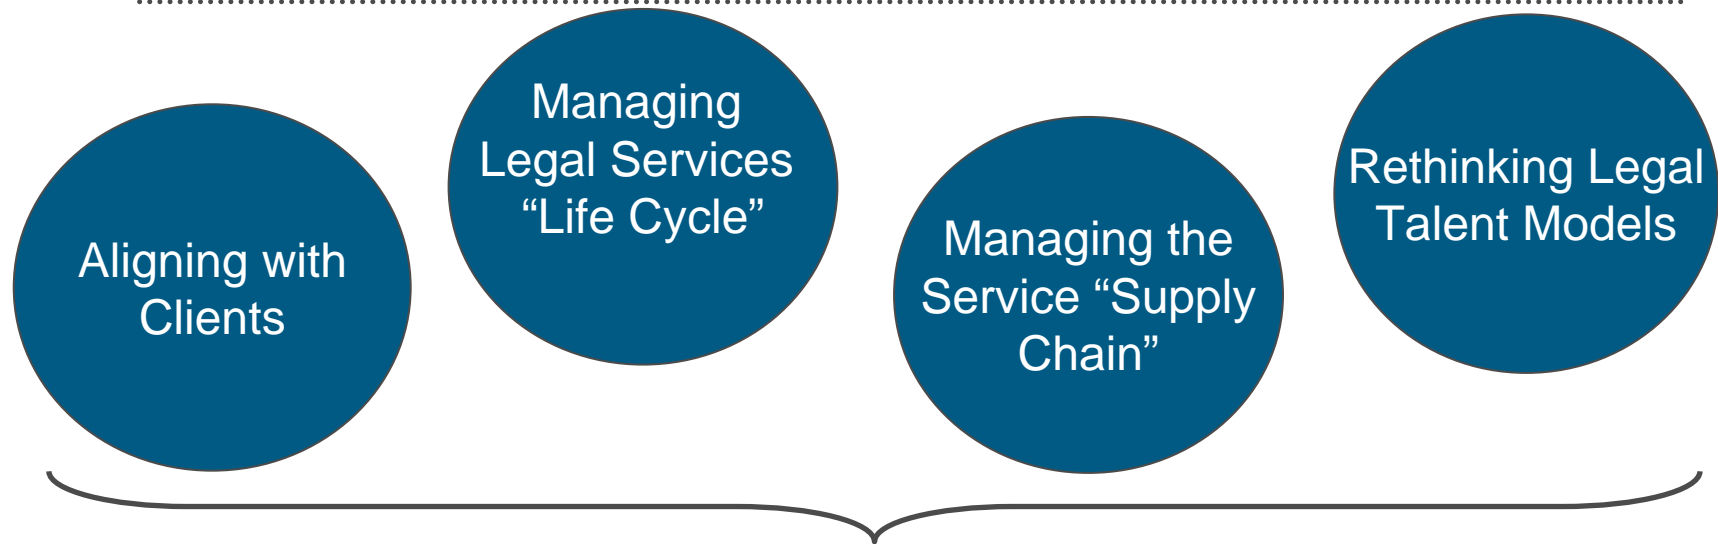 Aligning with
Clients
Managing
Legal Services
“Life Cycle”
Managing the
Service “Supply
Chain”
Rethinking Legal
Talent Models